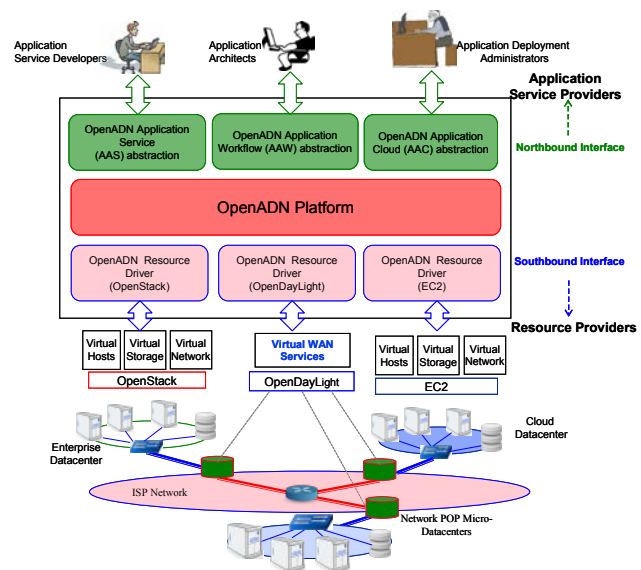 Application
Service Developers
Application
Architects
Application Deployment
Administrators
Application
Service Providers
OpenADN Application
Service
(AAS) abstraction
OpenADN Application
Workflow (AAW) abstraction
OpenADN Application
Cloud (AAC) abstraction
Northbound Interface
OpenADN Platform
OpenADN Resource
Driver
(OpenStack)
OpenADN Resource
Driver
(OpenDayLight)
OpenADN Resource
Driver
(EC2)
Southbound Interface
Resource Providers
Virtual
Hosts
Virtual
Storage
Virtual
Network
Virtual WAN
Services
Virtual
Hosts
Virtual
Storage
Virtual
Network
OpenStack
OpenDayLight
EC2
Enterprise
Datacenter
Cloud
Datacenter
ISP Network
Network POP Micro-
Datacenters